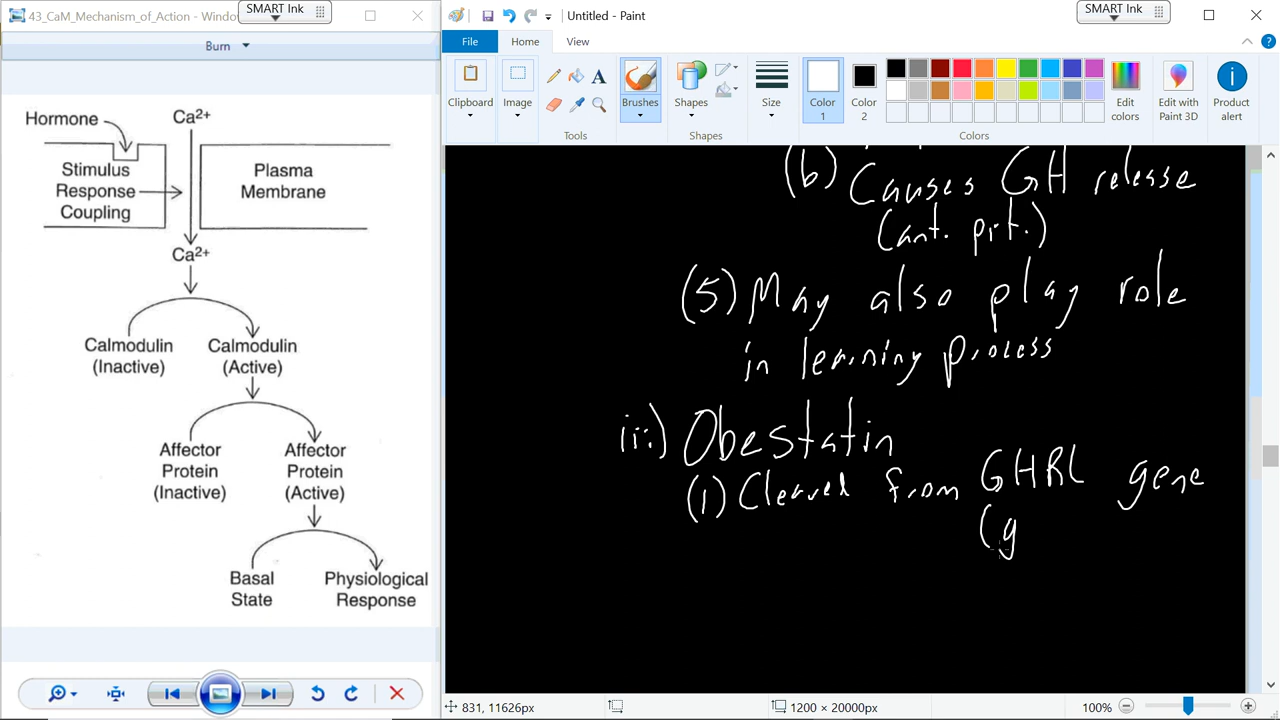 43_CaM_Mechanism_of_Action - Window
SMART Ink
Untitled - Paint
SMART Ink
Burn
File
Home
View
Clipboard
Image
Tools
Brushes
Shapes
Shapes
Size
Color
1
Color
2
Colors
Edit
colors
Edit with
Paint 3D
Product
alert
Hormone
Ca2+
Stimulus
Response
Coupling
Plasma
Membrane
Ca2+
Calmodulin
(Inactive)
Calmodulin
(Active)
Affector
Protein
(Inactive)
Affector
Protein
(Active)
Basal
State
Physiological
Response
(b) Causes GH release
(ant. pit.)
(5) May also play role
in learning process
iii) Obestatin
(1) Cleaved from GHRL gene
(g
831, 11626px
1200 × 20000px
100%